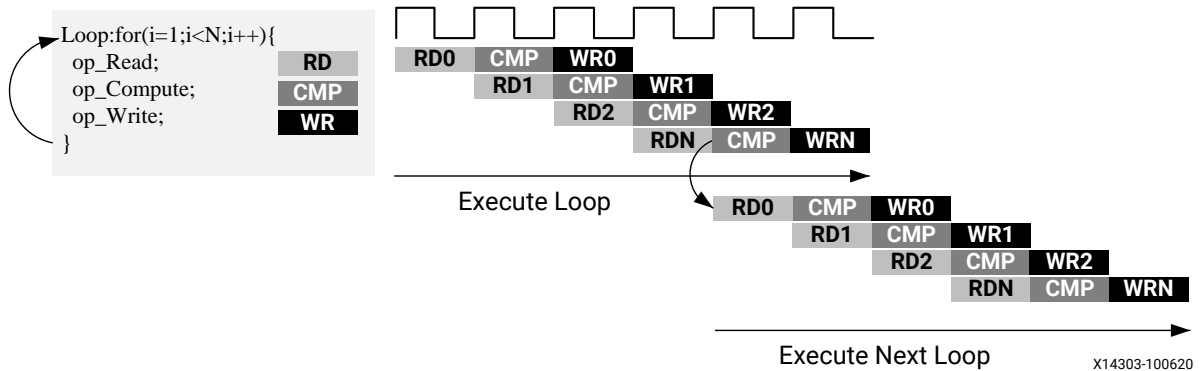 Loop:for(i=1;i<N;i++){
op_Read;
op_Compute;
op_Write;
}
RD
CMP
WR
RD0 CMP WR0
RD1 CMP WR1
RD2 CMP WR2
RDN CMP WRN
Execute Loop
RD0 CMP WR0
RD1 CMP WR1
RD2 CMP WR2
RDN CMP WRN
Execute Next Loop
X14303-100620